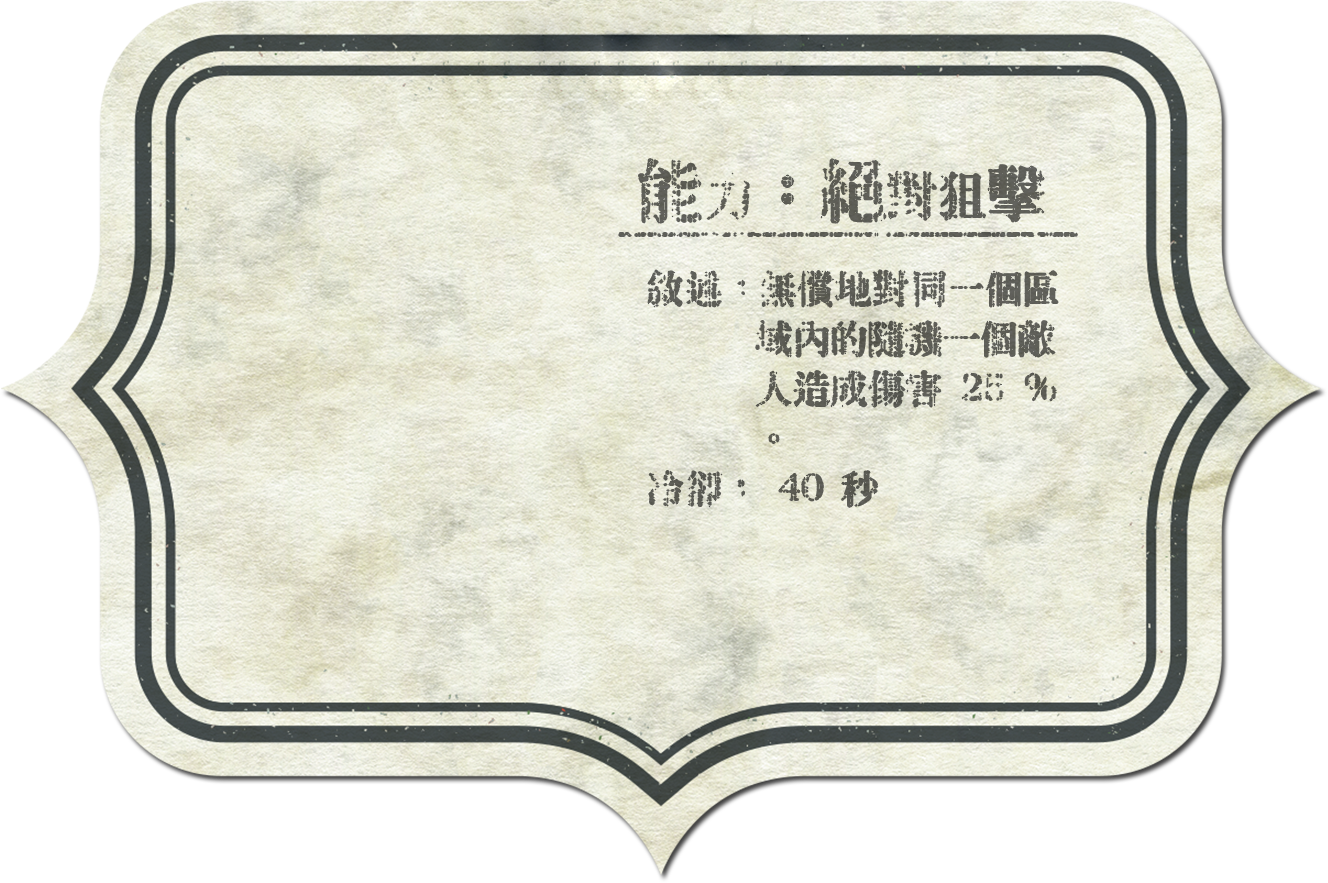 能力：絕對狙擊
敘述：無償地對同一個區
域內的隨機一個敵
人造成傷害 25 %
。
冷卻： 40 秒